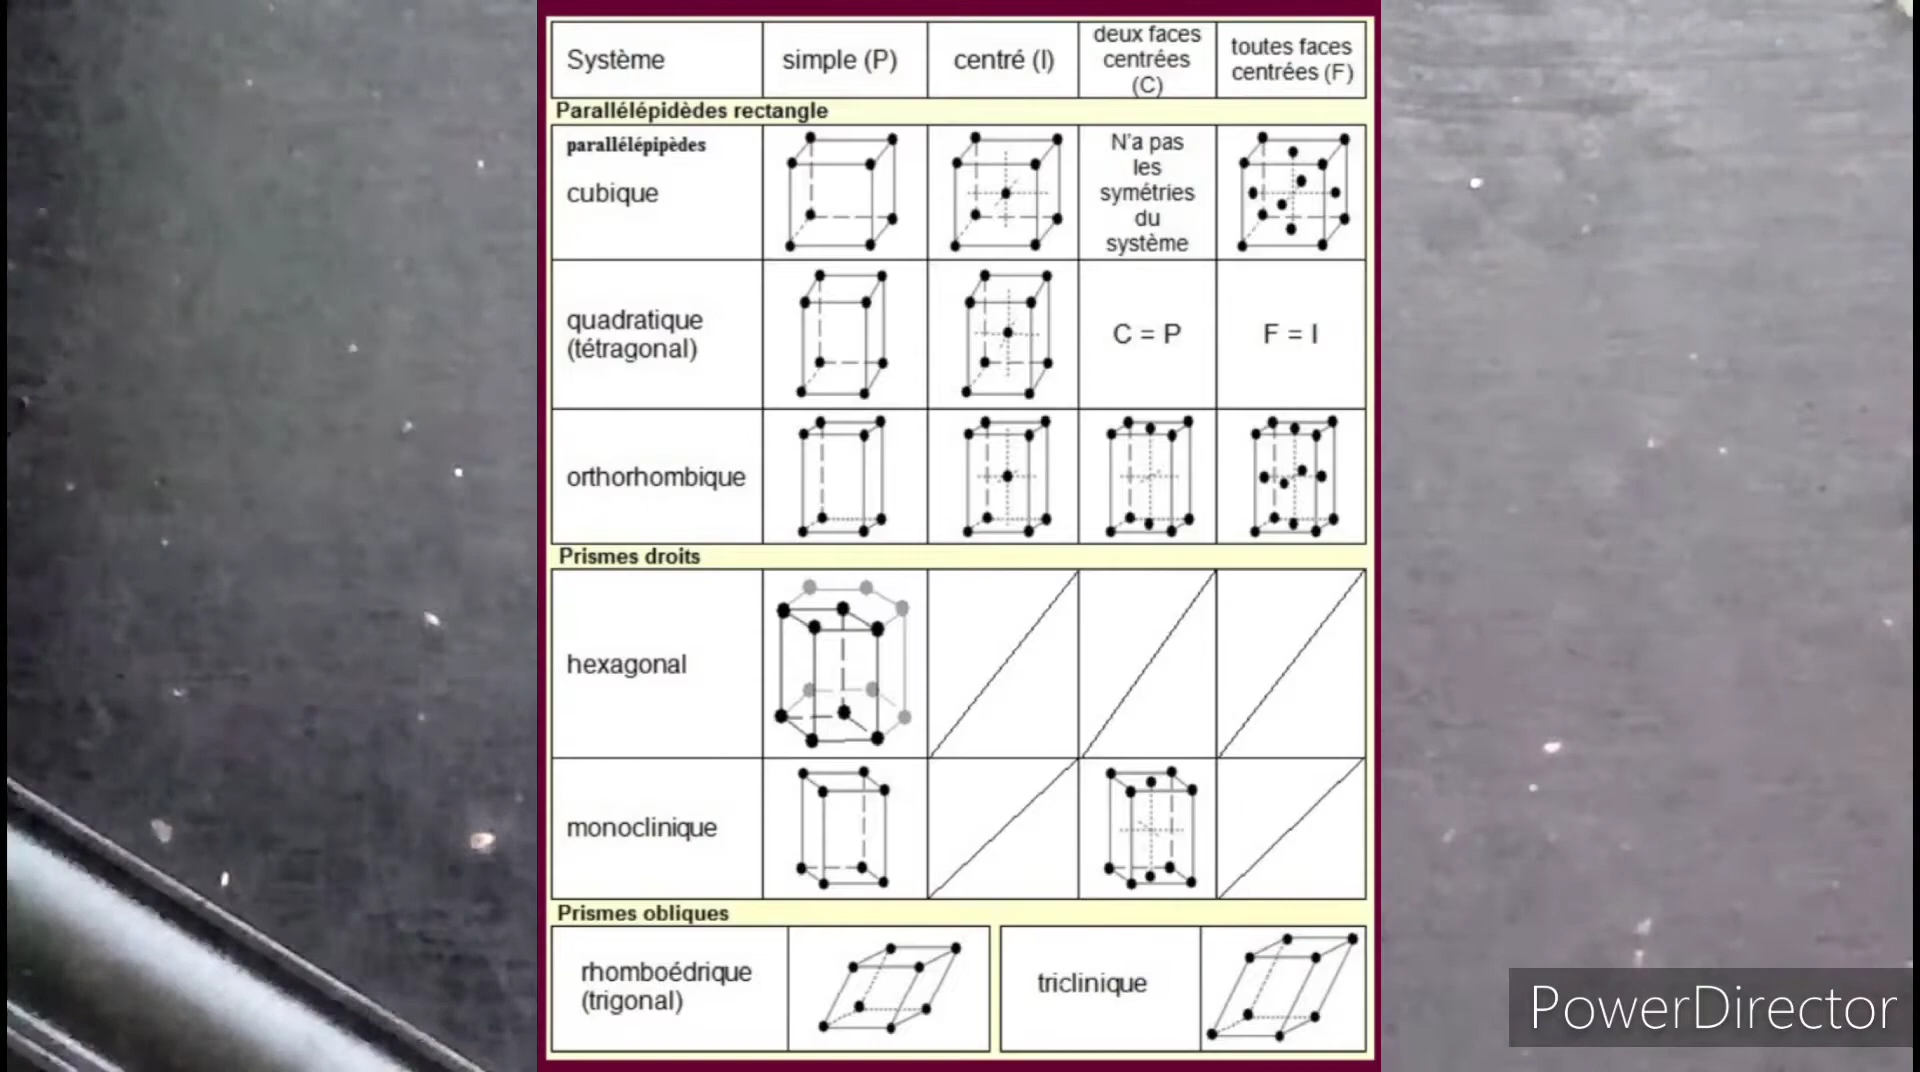 Système
simple (P)
centré (I)
deux faces
centrées
(C)
toutes faces
centrées (F)
Parallélépidèdes rectangle
parallélépipèdes
cubique
N'a pas
les
symétries
du
système
quadratique
(tétragonal)
C = P
F = I
orthorhombique
Prismes droits
hexagonal
monoclinique
Prismes obliques
rhomboédrique
(trigonal)
triclinique
PowerDirector